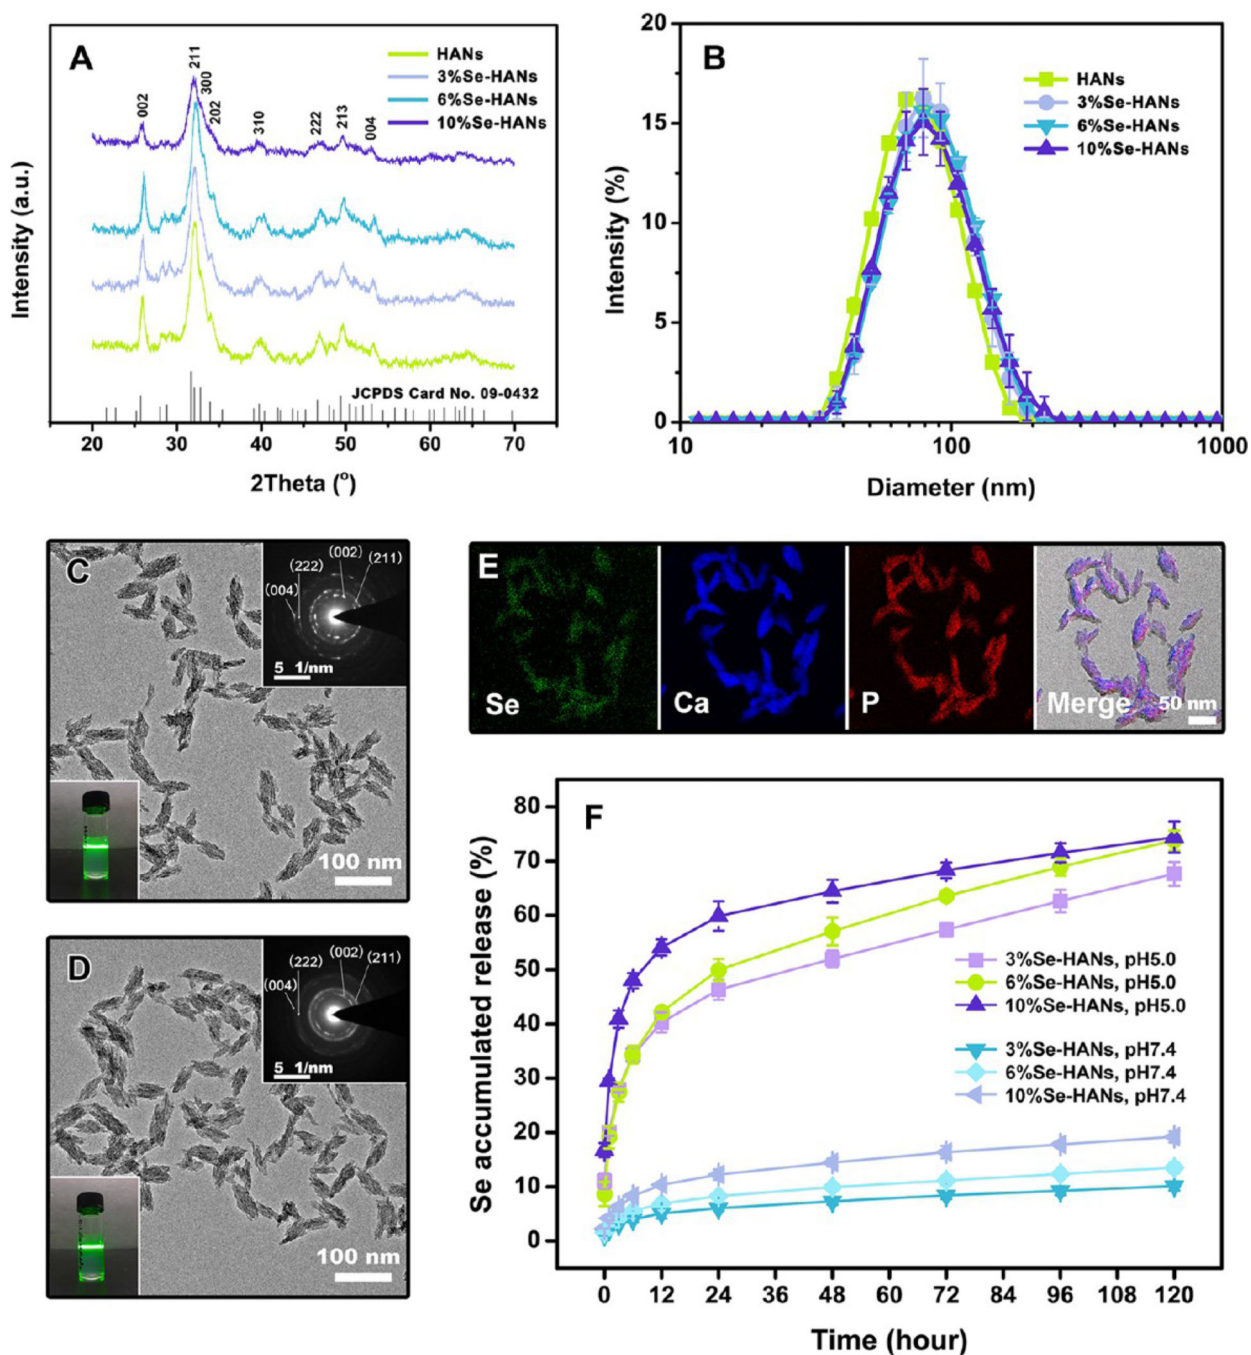 A
HANs
3%Se-HANs
6%Se-HANs
10%Se-HANs
002
211
300
202
310
222
213
004
JCPDS Card No. 09-0432
20 30 40 50 60 70
2Theta (°)
Intensity (a.u.)
B
HANs
3%Se-HANs
6%Se-HANs
10%Se-HANs
20
15
10
5
0
10 100 1000
Diameter (nm)
Intensity (%)
C
(002)
(222)
(211)
(004)
5 1/nm
100 nm
D
(002)
(222)
(211)
(004)
5 1/nm
100 nm
E
Se
Ca
P
Merge
50 nm
F
80
70
60
50
40
30
20
10
0
3%Se-HANs, pH5.0
6%Se-HANs, pH5.0
10%Se-HANs, pH5.0
3%Se-HANs, pH7.4
6%Se-HANs, pH7.4
10%Se-HANs, pH7.4
0 12 24 36 48 60 72 84 96 108 120
Time (hour)
Se accumulated release (%)